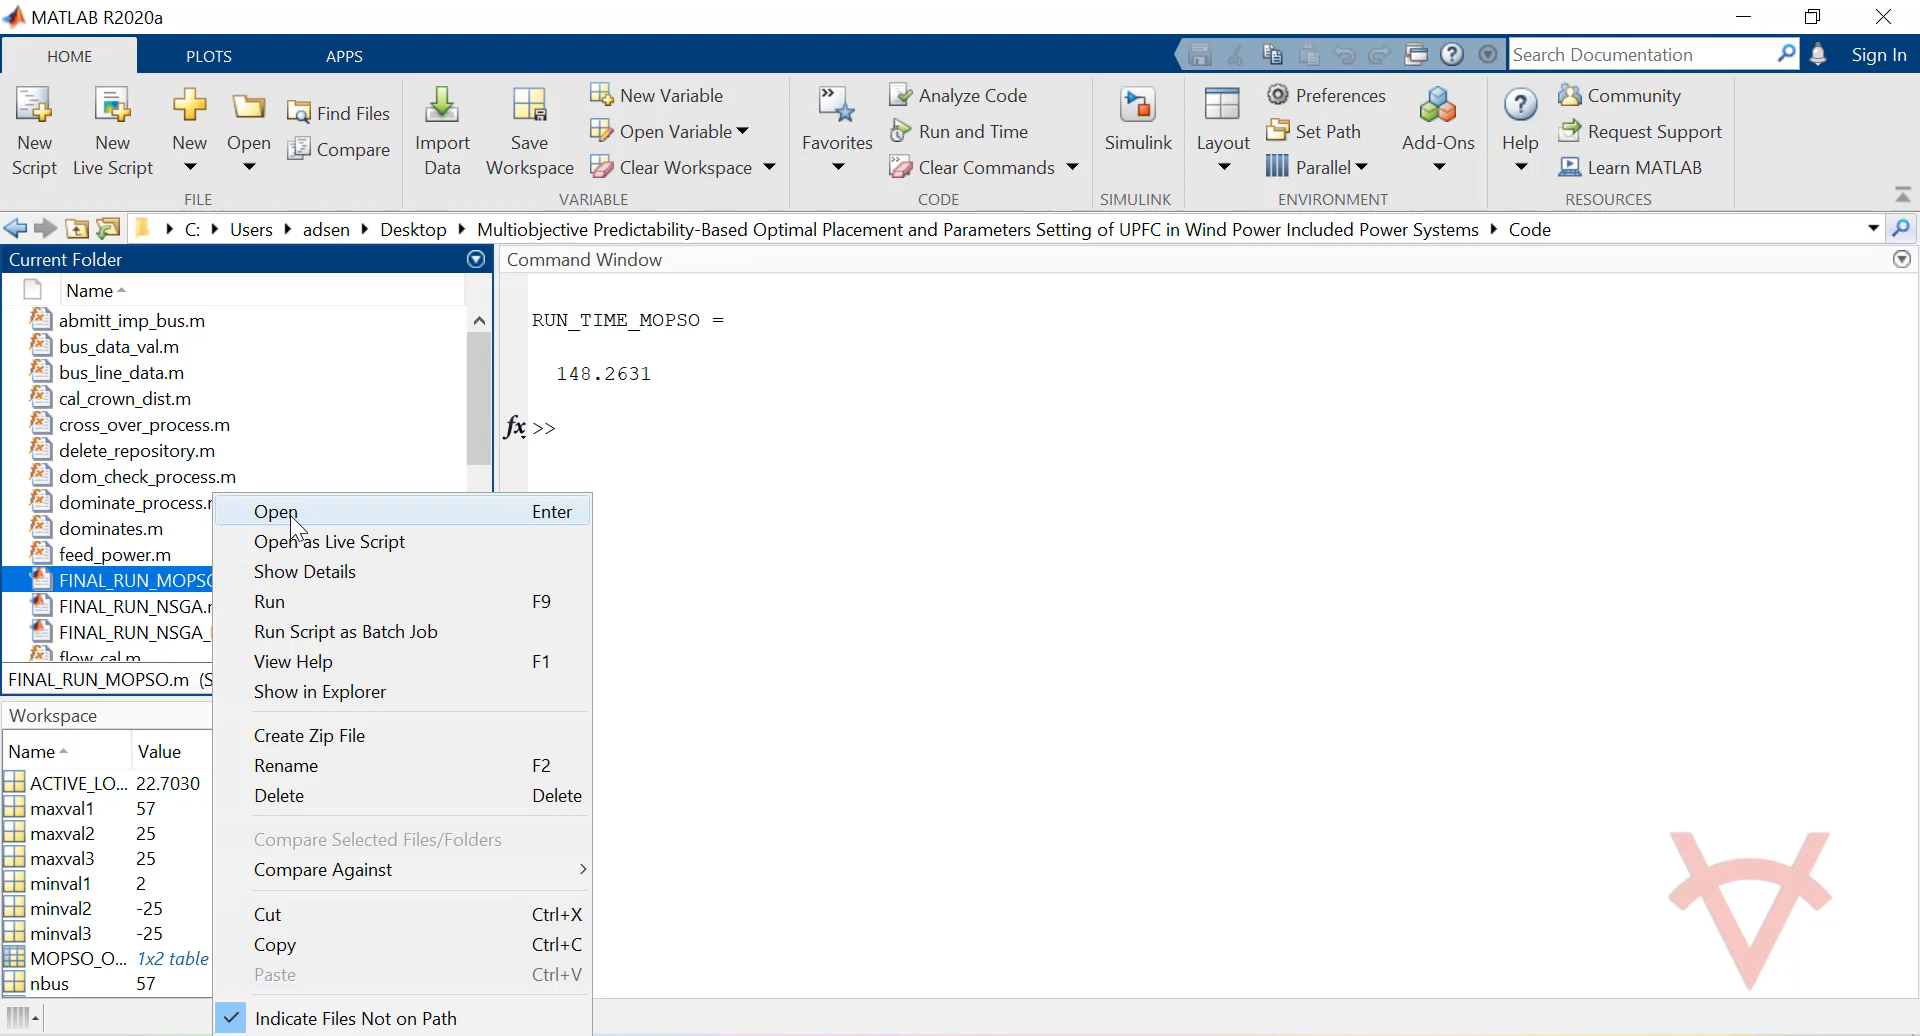 MATLAB R2020a
HOME PLOTS APPS
Search Documentation
Sign In
New Script
New Live Script
New
Open
Find Files
Compare
FILE
Import Data
Save Workspace
New Variable
Open Variable
Clear Workspace
VARIABLE
Favorites
Analyze Code
Run and Time
Clear Commands
CODE
Simulink
SIMULINK
Layout
Preferences
Set Path
Parallel
Add-Ons
ENVIRONMENT
Help
Community
Request Support
Learn MATLAB
RESOURCES
C: Users adsen Desktop Multiobjective Predictability-Based Optimal Placement and Parameters Setting of UPFC in Wind Power Included Power Systems Code
Current Folder
Name
abmitt_imp_bus.m
bus_data_val.m
bus_line_data.m
cal_crown_dist.m
cross_over_process.m
delete_repository.m
dom_check_process.m
dominate_process.
dominates.m
feed_power.m
FINAL_RUN_MOPSO
FINAL_RUN_NSGA.
FINAL_RUN_NSGA_
flow_cal.m
FINAL_RUN_MOPSO.m (S
Workspace
Name Value
ACTIVE_LO... 22.7030
maxval1 57
maxval2 25
maxval3 25
minval1 2
minval2 -25
minval3 -25
MOPSO_O... 1x2 table
nbus 57
Open Enter
Open as Live Script
Show Details
Run F9
Run Script as Batch Job
View Help F1
Show in Explorer
Create Zip File
Rename F2
Delete Delete
Compare Selected Files/Folders
Compare Against >
Cut Ctrl+X
Copy Ctrl+C
Paste Ctrl+V
Indicate Files Not on Path
Command Window
RUN_TIME_MOPSO =
148.2631
fx >>